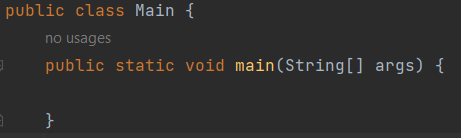 public class Main {
no usages
public static void main(String[] args) {
}